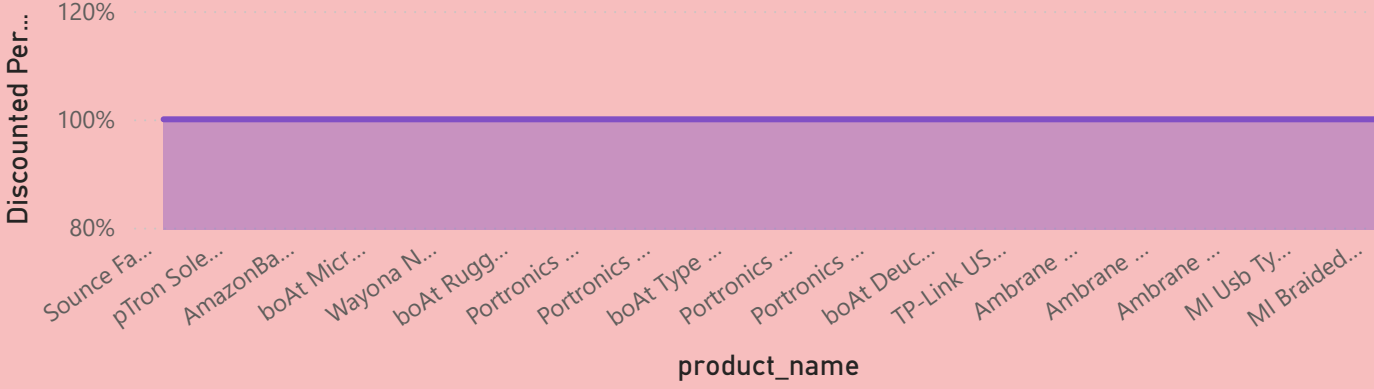 120%
100%
80%
Discounted Per...
Sounce Fa...
pTron Sole...
AmazonBa...
boAt Micr...
Wayona N...
boAt Rugg...
Portronics ...
Portronics ...
boAt Type ...
Portronics ...
Portronics ...
boAt Deuc...
TP-Link US...
Ambrane ...
Ambrane ...
Ambrane ...
MI Usb Ty...
MI Braided...
product_name